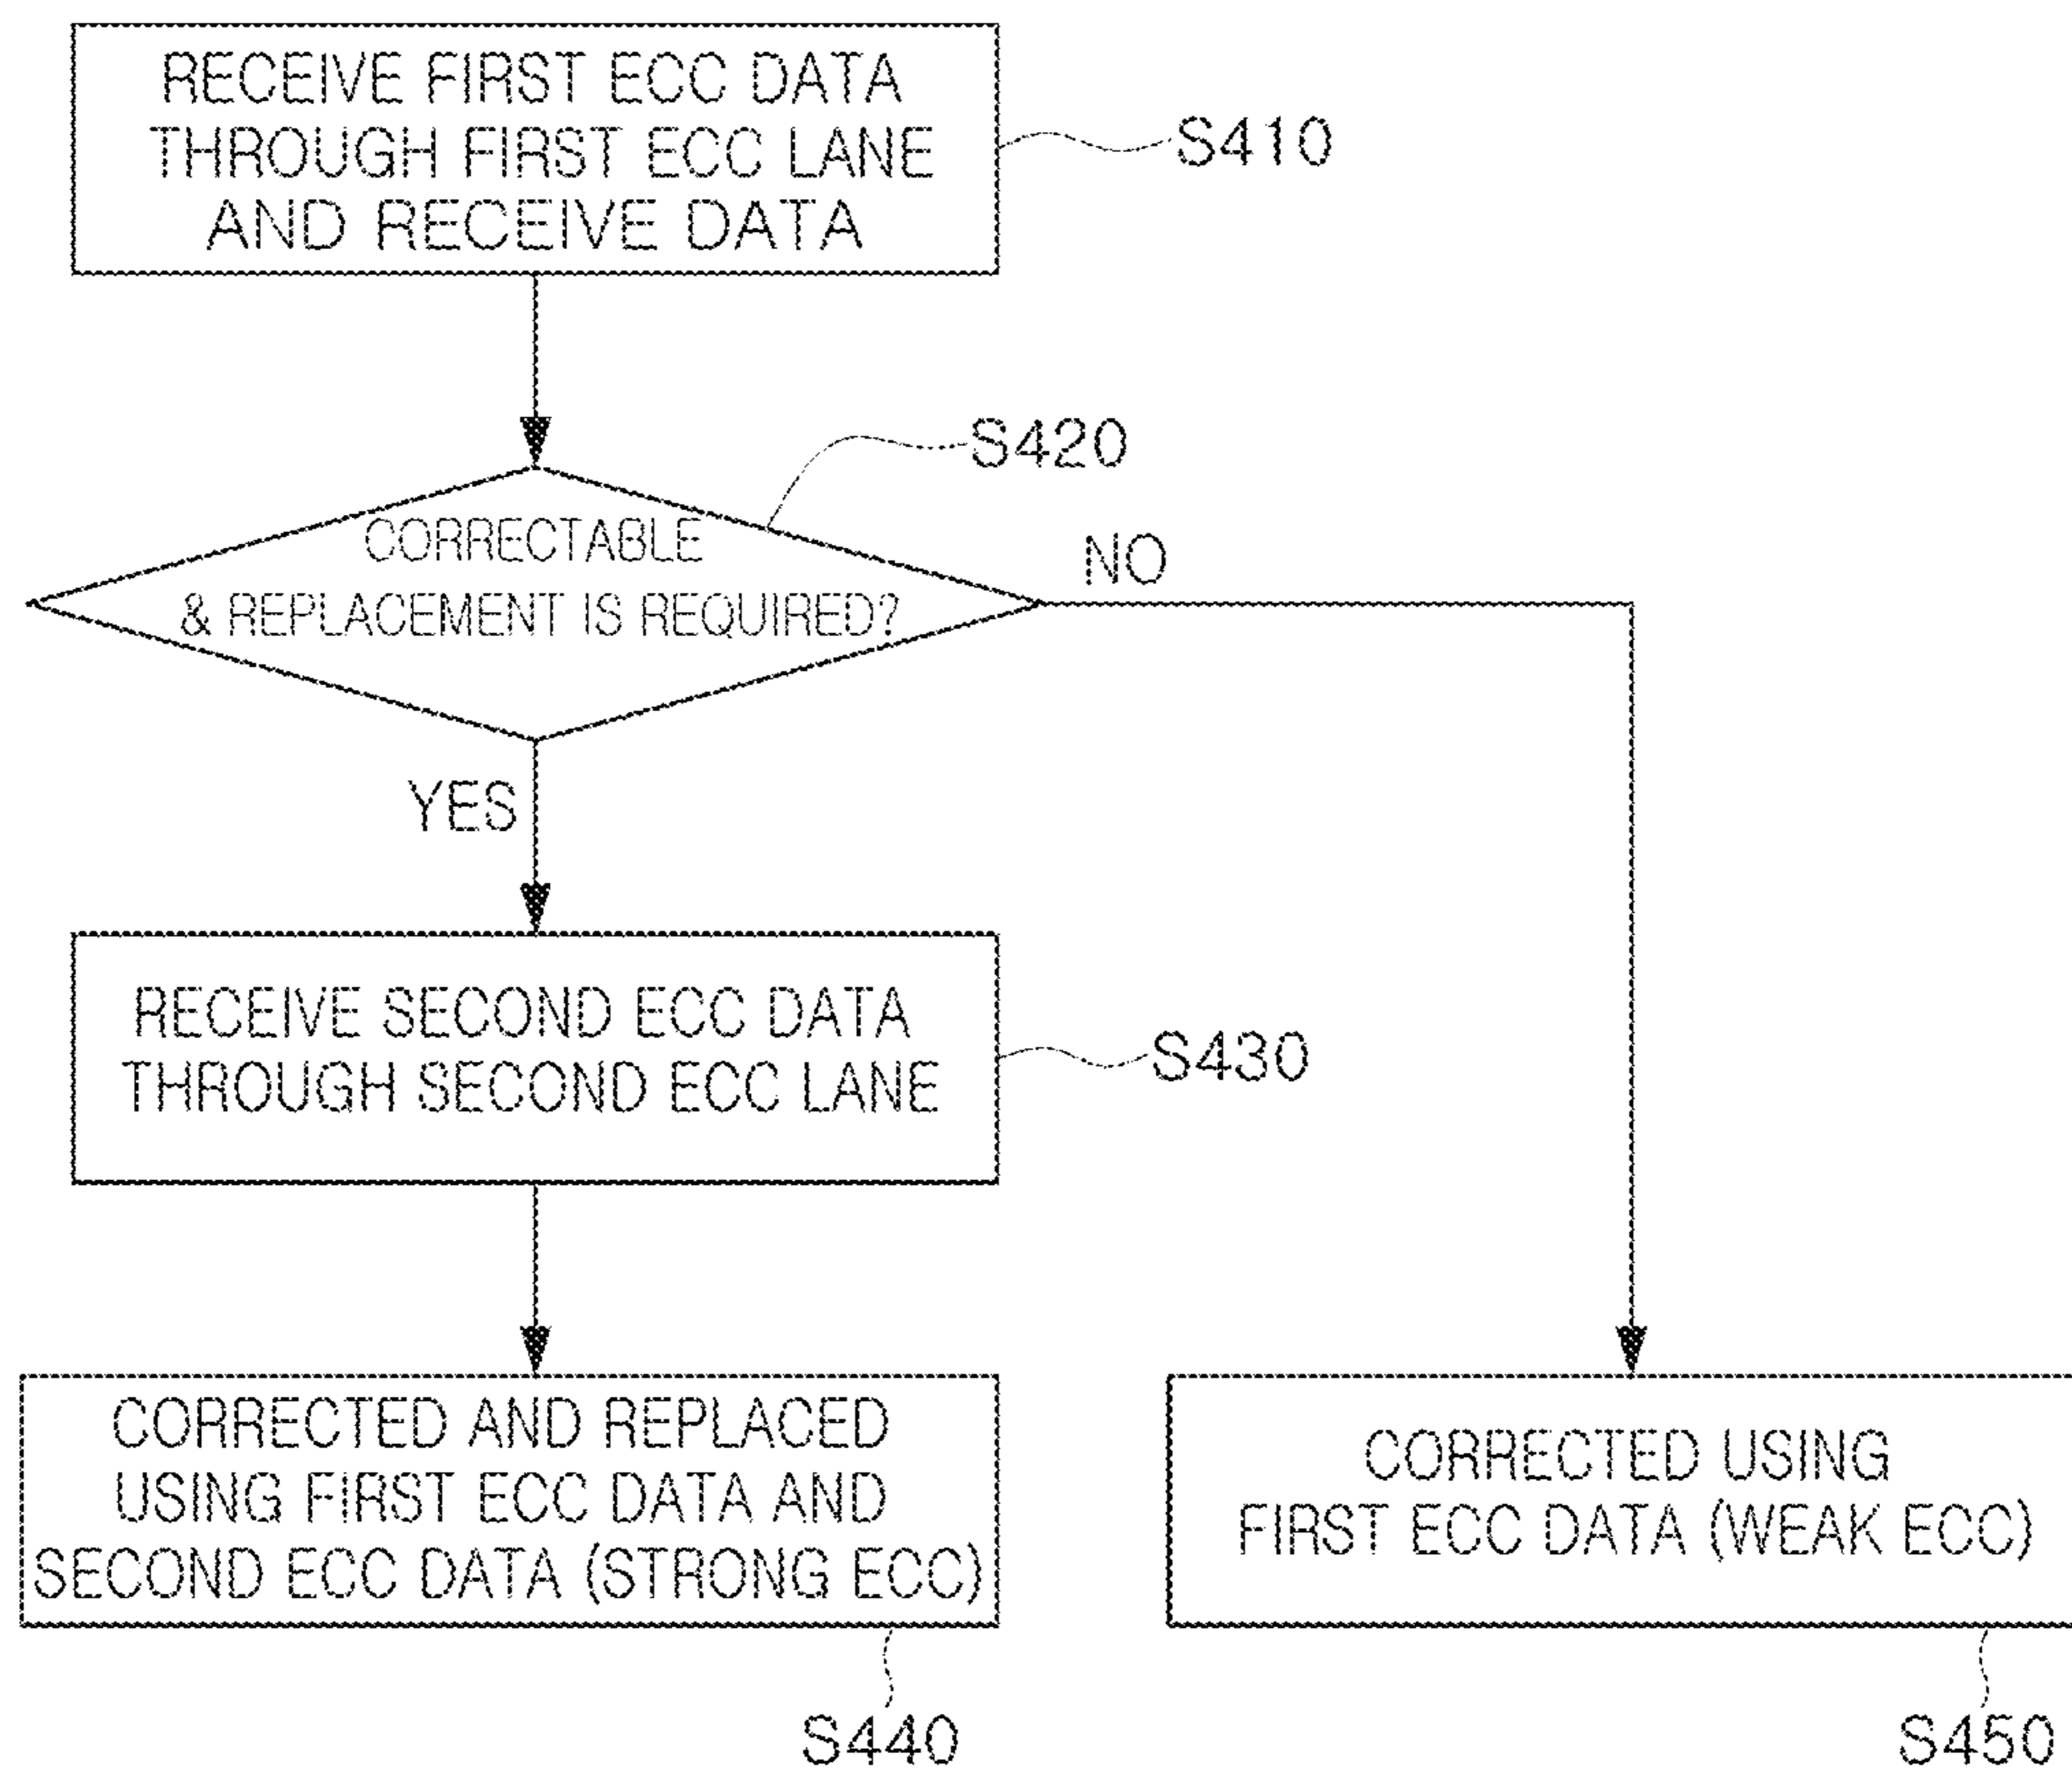 RECEIVE FIRST ECC DATA
THROUGH FIRST ECC LANE
AND RECEIVE DATA
S410
S420
CORRECTABLE
& REPLACEMENT IS REQUIRED?
NO
YES
RECEIVE SECOND ECC DATA
THROUGH SECOND ECC LANE
S430
CORRECTED AND REPLACED
USING FIRST ECC DATA AND
SECOND ECC DATA (STRONG ECC)
S440
CORRECTED USING
FIRST ECC DATA (WEAK ECC)
S450